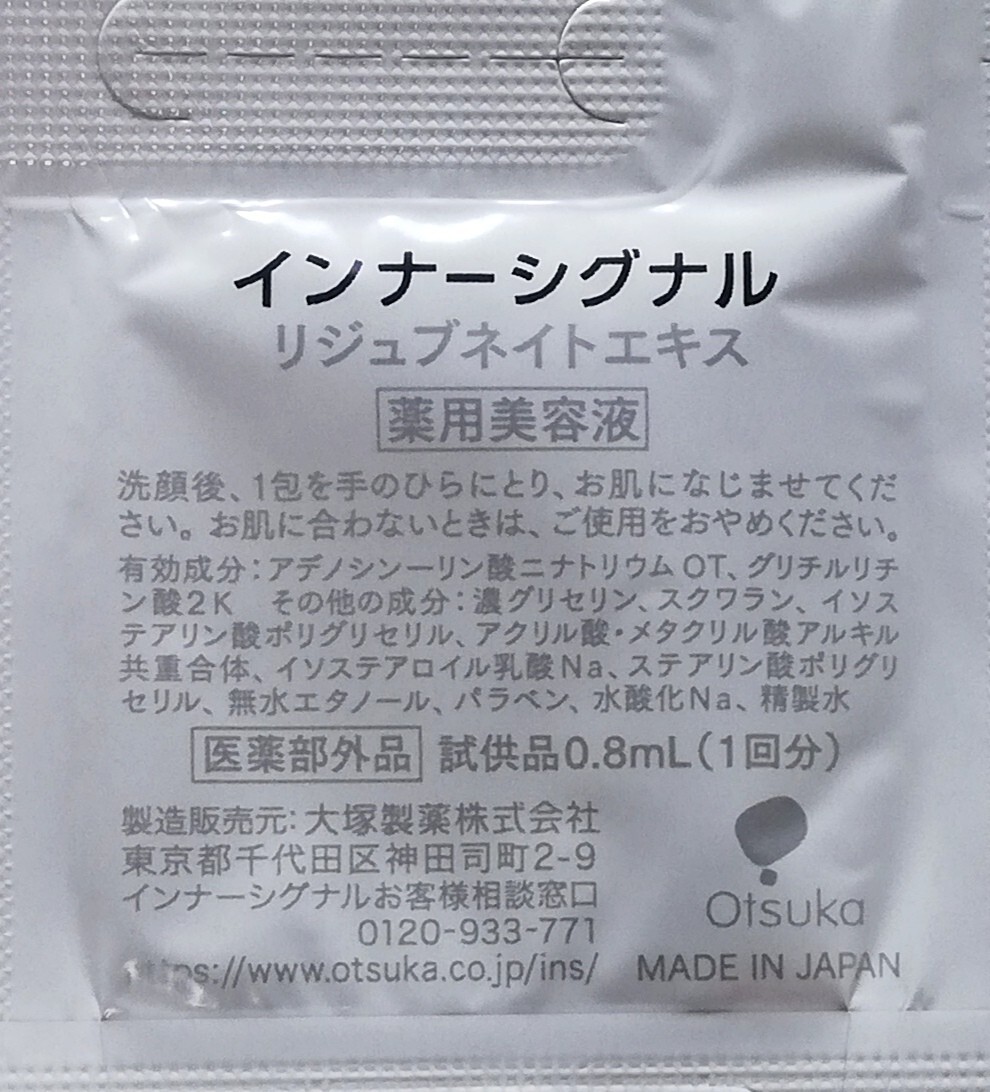 インナーシグナル
リジュブネイトエキス
薬用美容液
洗顔後、1包を手のひらにとり、お肌になじませてくだ
さい。お肌に合わないときは、ご使用をおやめください。
有効成分：アデノシン一リン酸ニナトリウムOT、グリチルリチ
ン酸2K　その他の成分：濃グリセリン、スクワラン、イソス
テアリン酸ポリグリセリル、アクリル酸・メタクリル酸アルキル
共重合体、イソステアロイル乳酸Na、ステアリン酸ポリグリ
セリル、無水エタノール、パラベン、水酸化Na、精製水
医薬部外品 試供品0.8mL（1回分）
製造販売元：大塚製薬株式会社
東京都千代田区神田司町2-9
インナーシグナルお客様相談窓口
0120-933-771
https://www.otsuka.co.jp/ins/
Otsuka
MADE IN JAPAN